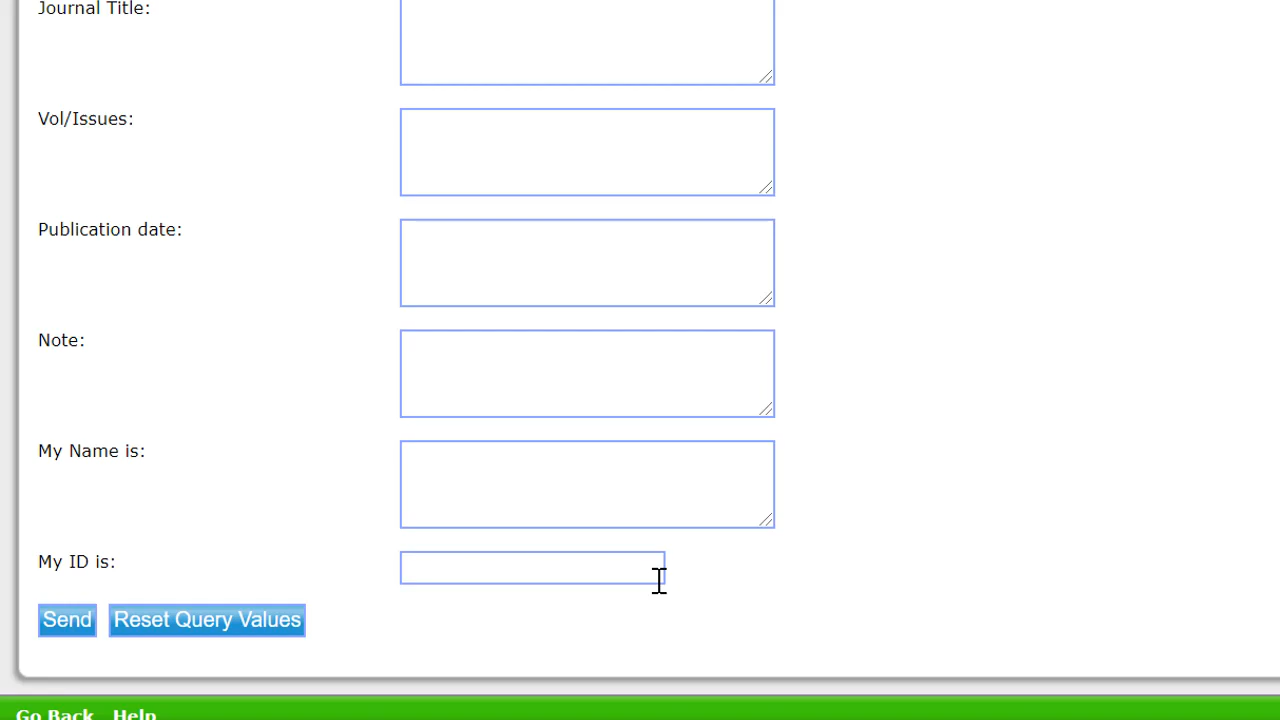 Journal Title:
Vol/Issues:
Publication date:
Note:
My Name is:
My ID is:
Send Reset Query Values
Go Back Help